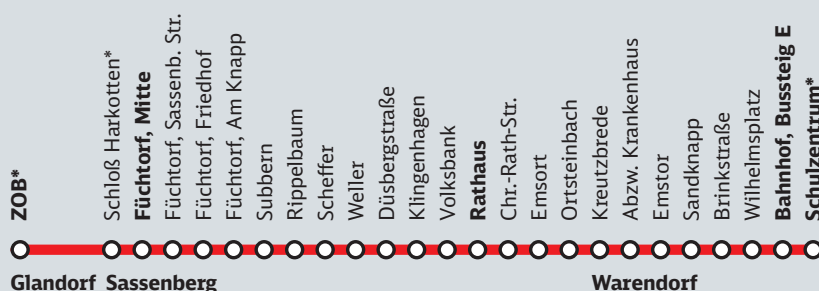 ZOB*
Schloß Harkotten*
Füchtorf, Mitte
Füchtorf, Sassenb. Str.
Füchtorf, Friedhof
Füchtorf, Am Knapp
Subbern
Rippelbaum
Scheffer
Weller
Düsbergstraße
Klingenhagen
Volksbank
Rathaus
Chr.-Rath-Str.
Emsort
Ortsteinbach
Kreutzbrede
Abzw. Krankenhaus
Emstor
Sandknapp
Brinkstraße
Wilhelmsplatz
Bahnhof, Bussteig E
Schulzentrum*
Glandorf Sassenberg Warendorf